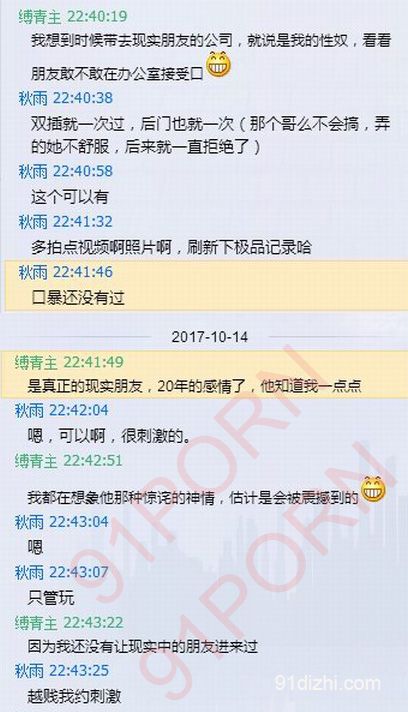 缚青主 22:40:19
我想到时候带去现实朋友的公司，就说是我的性奴，看看
朋友敢不敢在办公室接受口
秋雨 22:40:38
双插就一次过，后门也就一次（那个哥么不会搞，弄
的她不舒服，后来就一直拒绝了）
秋雨 22:40:58
这个可以有
秋雨 22:41:32
多拍点视频啊照片啊，刷新下极品记录哈
秋雨 22:41:46
口暴还没有过
2017-10-14
缚青主 22:41:49
是真正的现实朋友，20年的感情了，他知道我一点点
秋雨 22:42:04
嗯，可以啊，很刺激的。
缚青主 22:42:51
我都在想象他那种惊诧的神情，估计是会被震撼到的
秋雨 22:43:04
嗯
秋雨 22:43:07
只管玩
缚青主 22:43:22
因为我还没有让现实中的朋友进来过
秋雨 22:43:25
越贱我约刺激
91PORN
91PORN
91dizhi.com